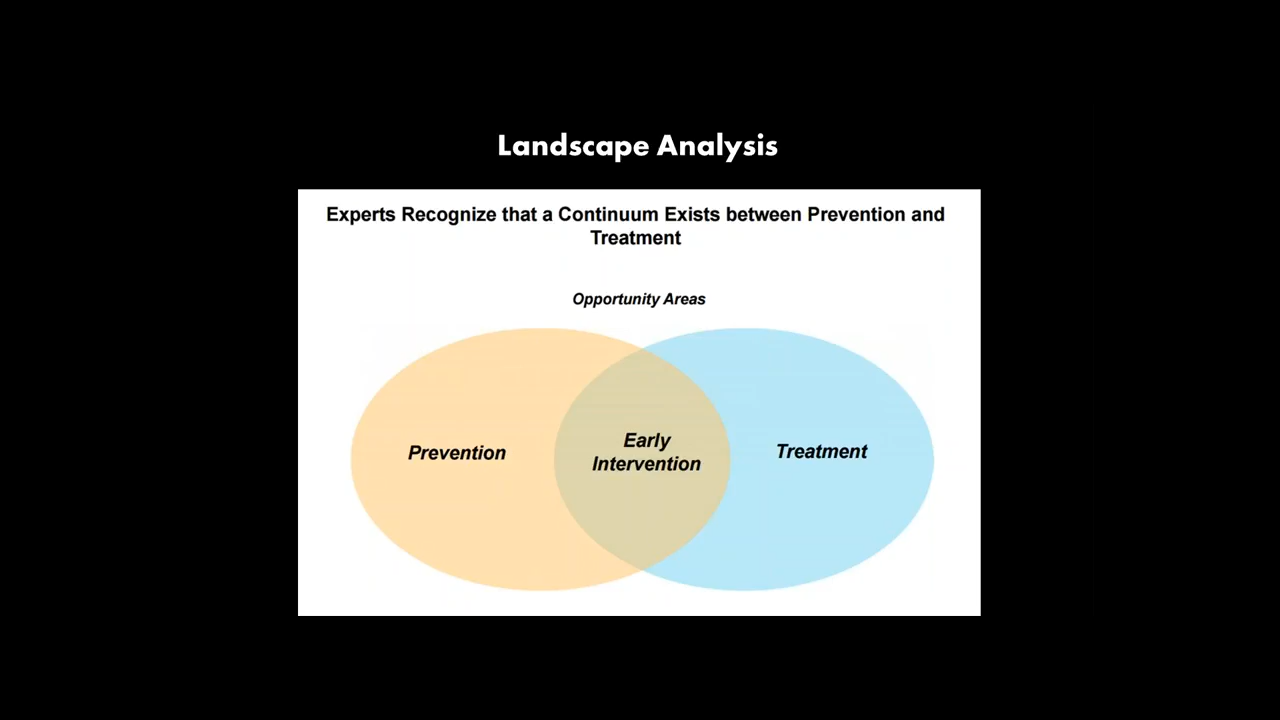 Landscape Analysis
Experts Recognize that a Continuum Exists between Prevention and
Treatment
Opportunity Areas
Prevention
Early
Intervention
Treatment